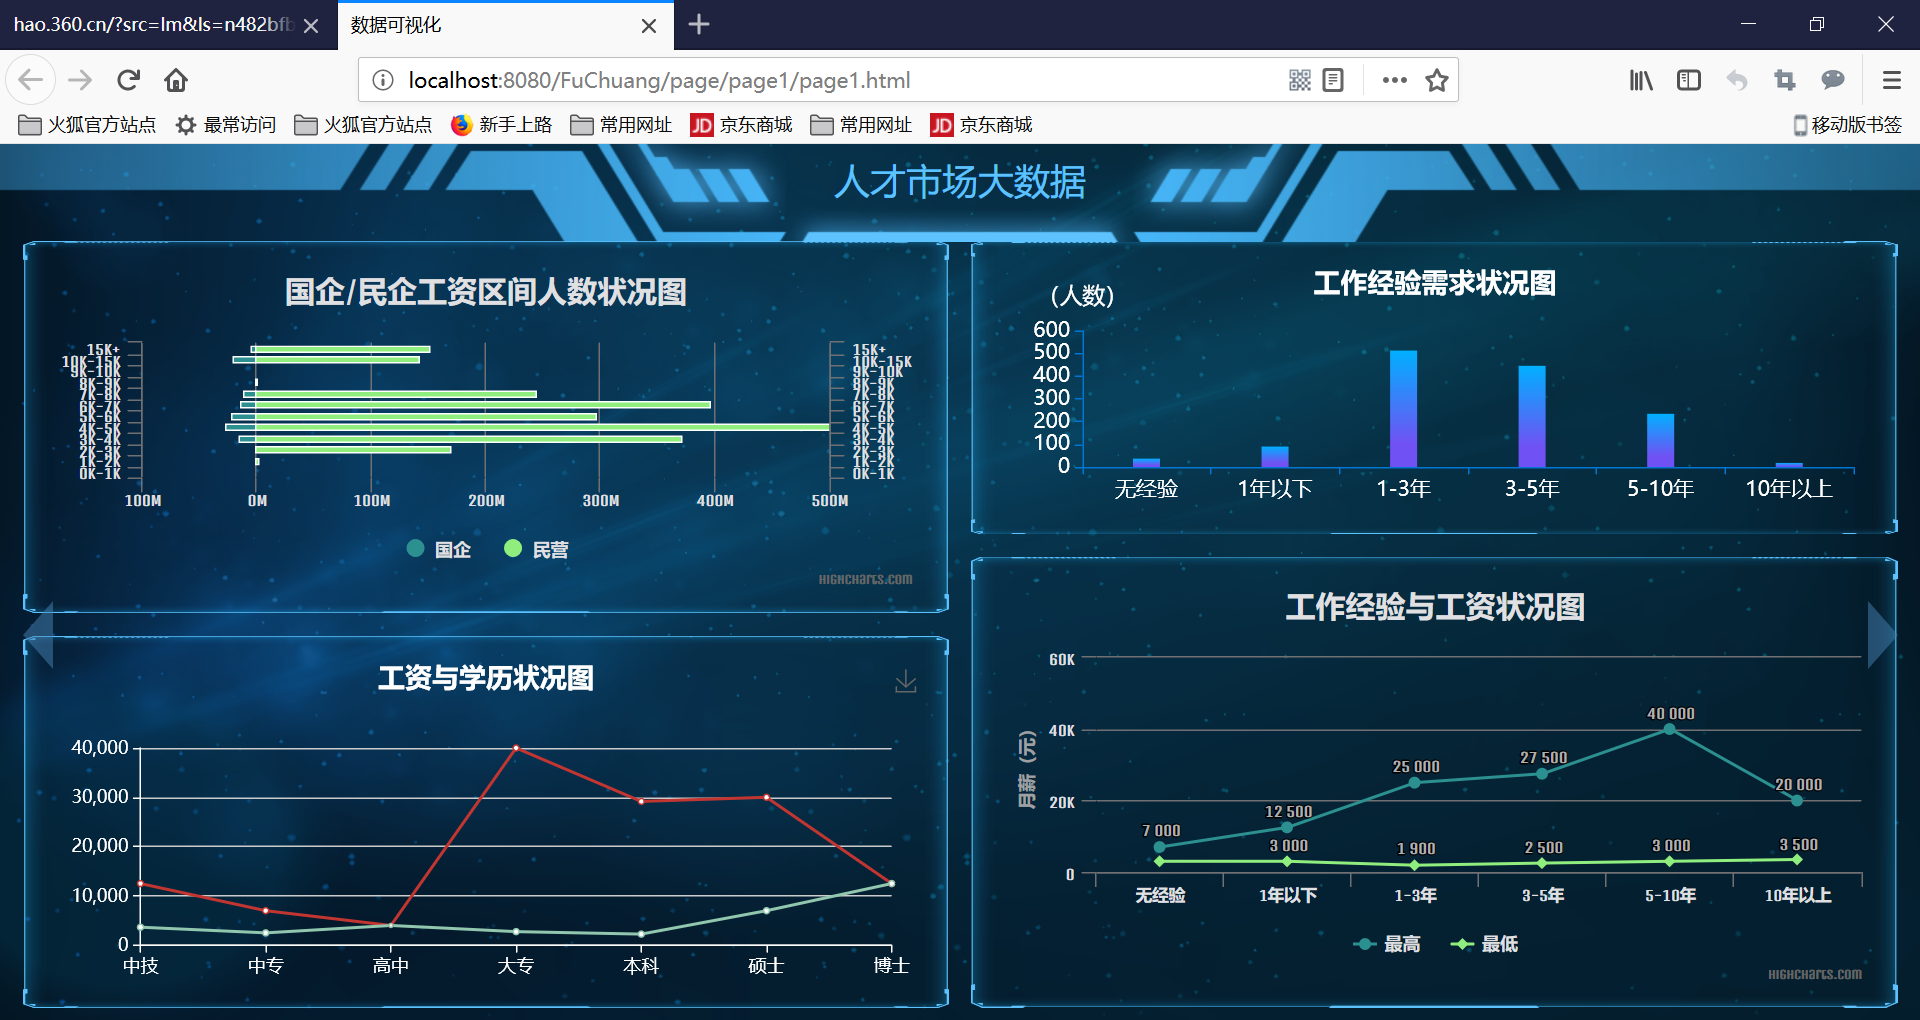 hao.360.cn/?src=lm&ls=n482bfb
数据可视化
localhost:8080/FuChuang/page/page1/page1.html
火狐官方站点 最常访问 火狐官方站点 新手上路 常用网址 JD 京东商城 常用网址 JD 京东商城 移动版书签
人才市场大数据
国企/民企工资区间人数状况图
15K+ 15K+
10K-15K 10K-15K
9K-10K 9K-10K
8K-9K 8K-9K
7K-8K 7K-8K
6K-7K 6K-7K
5K-6K 5K-6K
4K-5K 4K-5K
3K-4K 3K-4K
2K-3K 2K-3K
1K-2K 1K-2K
0K-1K 0K-1K
100M 0M 100M 200M 300M 400M 500M
国企 民营
HIGHCHARTS.COM
工作经验需求状况图
(人数)
600
500
400
300
200
100
0
无经验 1年以下 1-3年 3-5年 5-10年 10年以上
工资与学历状况图
40,000
30,000
20,000
10,000
0
中技 中专 高中 大专 本科 硕士 博士
工作经验与工资状况图
月薪（元）
60K
40K
20K
0
7 000 12 500 25 000 27 500 40 000 20 000
3 000 1 900 2 500 3 000 3 500
无经验 1年以下 1-3年 3-5年 5-10年 10年以上
最高 最低
HIGHCHARTS.COM